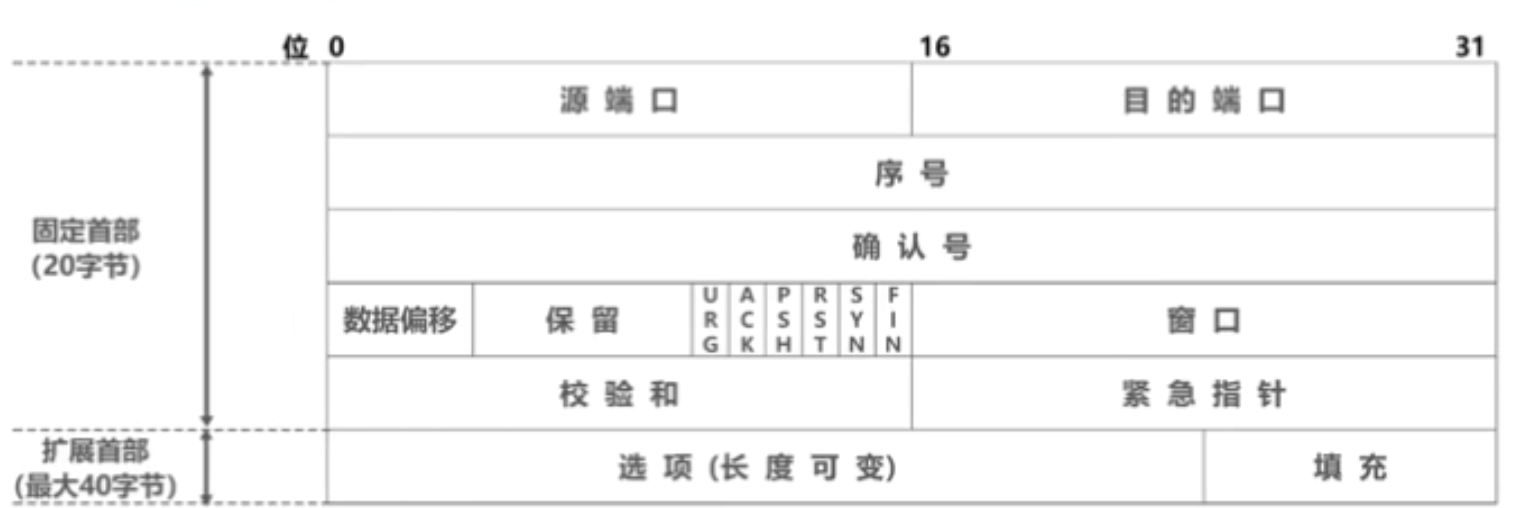 位 0 16 31
源 端 口 目 的 端 口
序 号
固定首部
(20字节)
确 认 号
数据偏移 保 留 URG ACK PSH RST SYN FIN 窗 口
校 验 和 紧 急 指 针
扩展首部
(最大40字节)
选 项 (长 度 可 变) 填 充